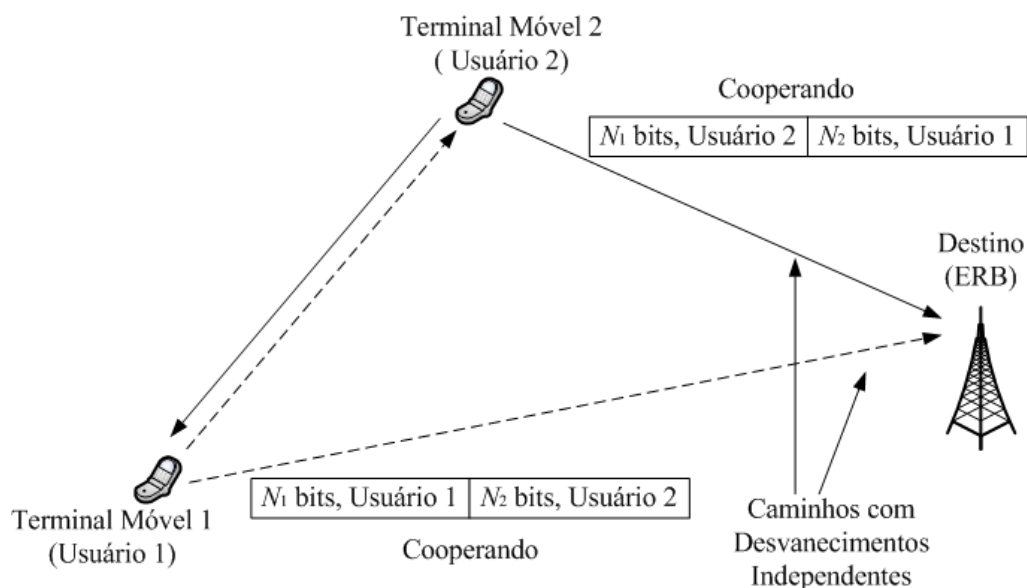 Terminal Móvel 2
( Usuário 2)
Cooperando
N1 bits, Usuário 2 N2 bits, Usuário 1
Destino
(ERB)
N1 bits, Usuário 1 N2 bits, Usuário 2
Cooperando
Terminal Móvel 1
(Usuário 1)
Caminhos com
Desvanecimentos
Independentes